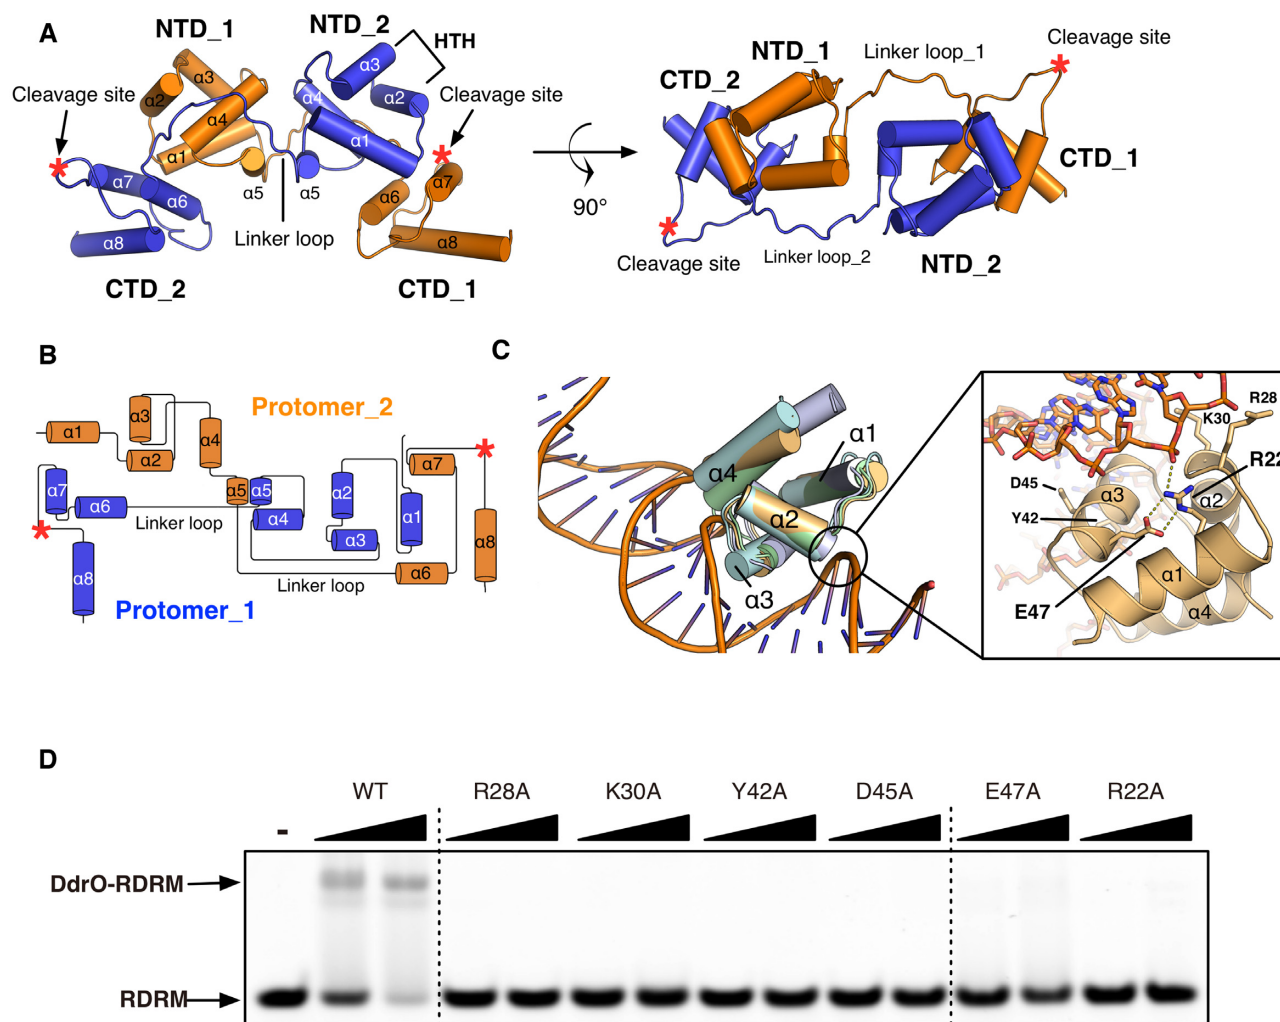 A
NTD_1
NTD_2
HTH
α3
α3
α2
α4
α2
α4
α1
α1
Cleavage site
Cleavage site
*
*
α5
α5
α7
α6
α7
α6
α8
α8
Linker loop
CTD_2
CTD_1
90°
NTD_1
Linker loop_1
Cleavage site
*
CTD_2
CTD_1
*
Cleavage site
Linker loop_2
NTD_2
B
α1
α3
α2
α4
Protomer_2
*
α7
α7
α5
α5
α2
α6
α4
α1
Linker loop
*
α3
α8
α8
α6
Linker loop
Protomer_1
C
α1
α4
α2
α3
R28
K30
R22
D45
α3
α2
Y42
α1
E47
α4
D
WT
R28A
K30A
Y42A
D45A
E47A
R22A
-
DdrO-RDRM
RDRM